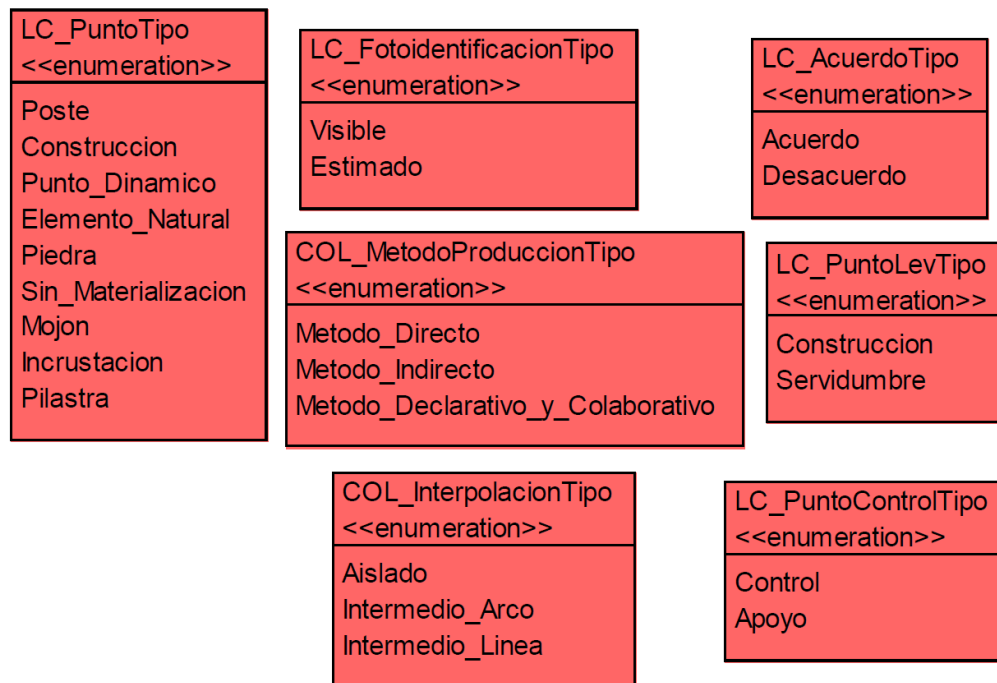 LC_PuntoTipo
<<enumeration>>
Poste
Construccion
Punto_Dinamico
Elemento_Natural
Piedra
Sin_Materializacion
Mojon
Incrustacion
Pilastra
LC_FotoidentificacionTipo
<<enumeration>>
Visible
Estimado
LC_AcuerdoTipo
<<enumeration>>
Acuerdo
Desacuerdo
COL_MetodoProduccionTipo
<<enumeration>>
Metodo_Directo
Metodo_Indirecto
Metodo_Declarativo_y_Colaborativo
LC_PuntoLevTipo
<<enumeration>>
Construccion
Servidumbre
COL_InterpolacionTipo
<<enumeration>>
Aislado
Intermedio_Arco
Intermedio_Linea
LC_PuntoControlTipo
<<enumeration>>
Control
Apoyo